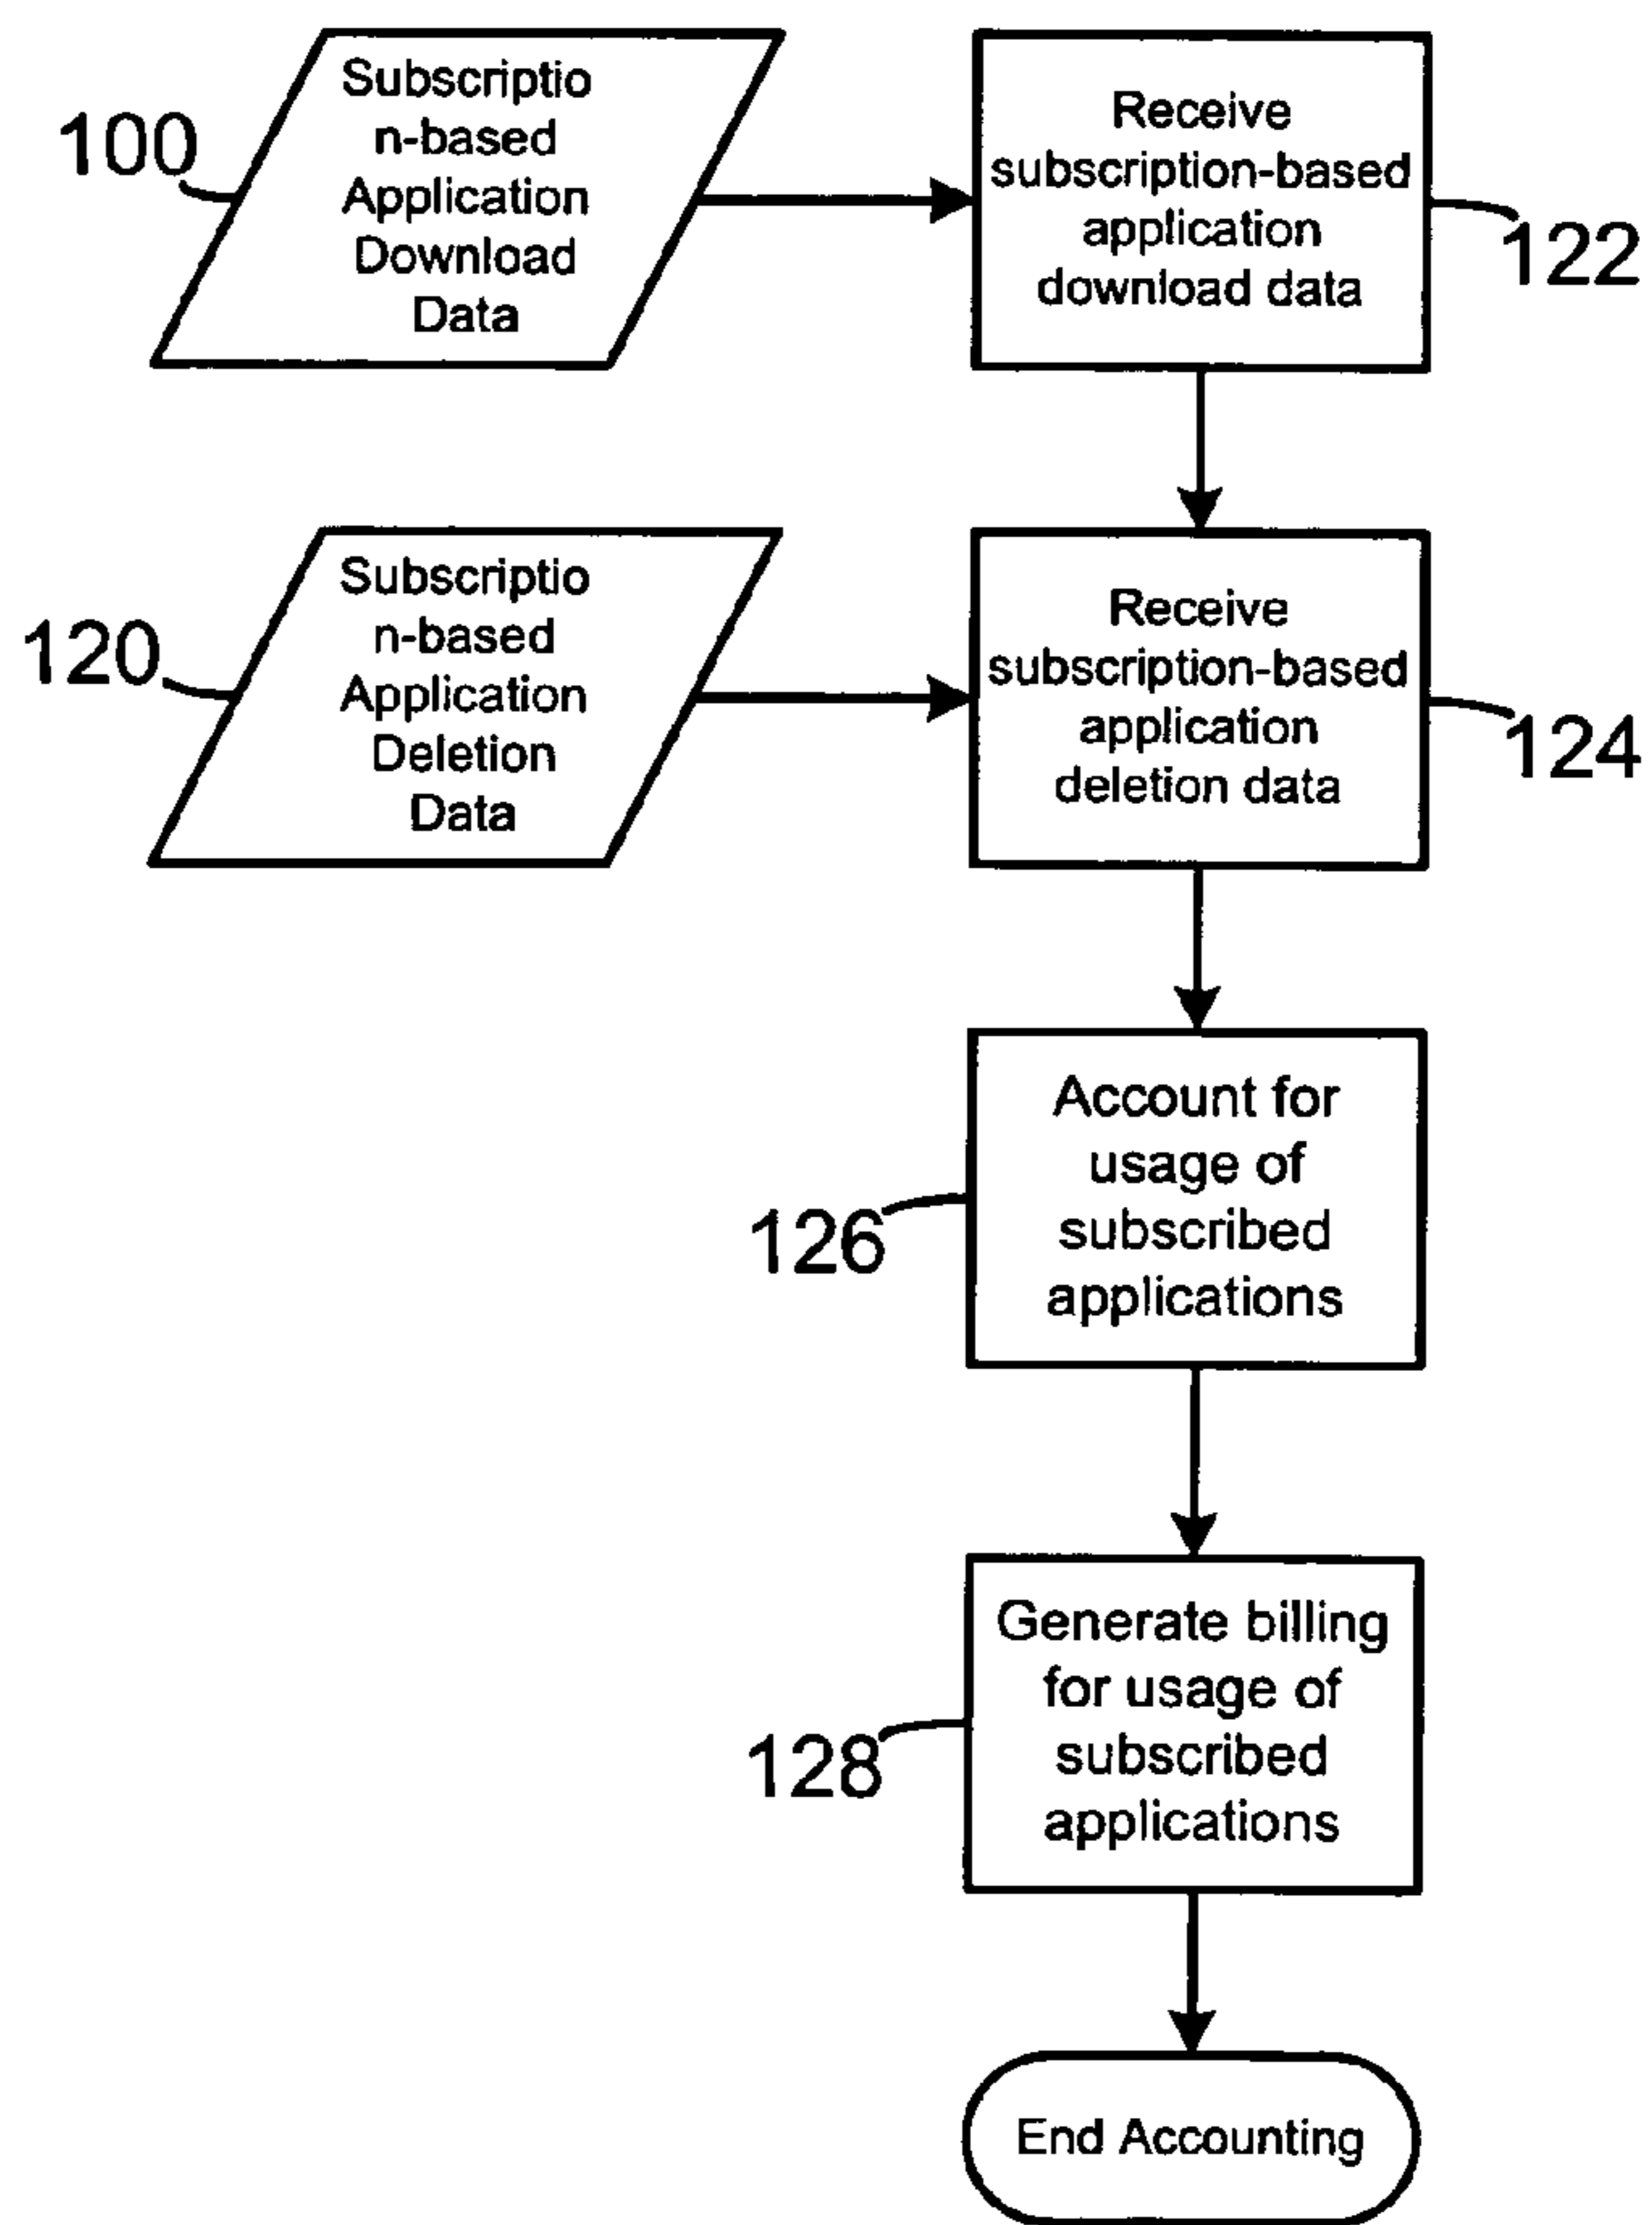 100
Subscriptio
n-based
Application
Download
Data
Receive
subscription-based
application
download data
122
120
Subscriptio
n-based
Application
Deletion
Data
Receive
subscription-based
application
deletion data
124
126
Account for
usage of
subscribed
applications
128
Generate billing
for usage of
subscribed
applications
End Accounting